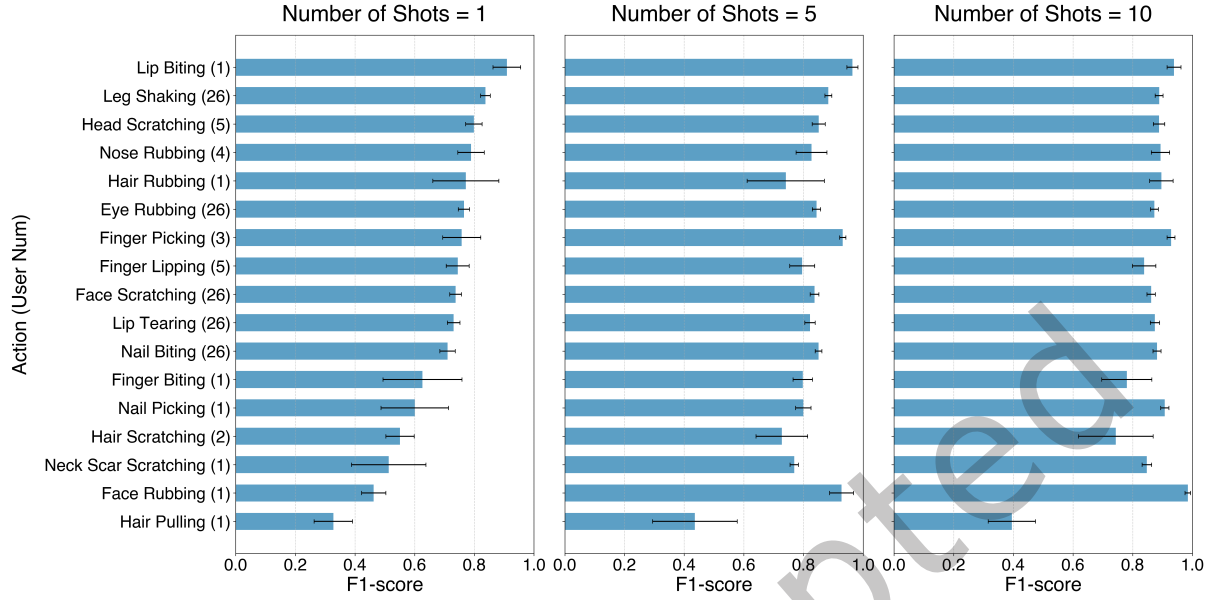 Number of Shots = 1
Number of Shots = 5
Number of Shots = 10
Action (User Num)
Lip Biting (1)
Leg Shaking (26)
Head Scratching (5)
Nose Rubbing (4)
Hair Rubbing (1)
Eye Rubbing (26)
Finger Picking (3)
Finger Lipping (5)
Face Scratching (26)
Lip Tearing (26)
Nail Biting (26)
Finger Biting (1)
Nail Picking (1)
Hair Scratching (2)
Neck Scar Scratching (1)
Face Rubbing (1)
Hair Pulling (1)
0.0 0.2 0.4 0.6 0.8 1.0
0.0 0.2 0.4 0.6 0.8 1.0
0.0 0.2 0.4 0.6 0.8 1.0
F1-score
F1-score
F1-score
pted